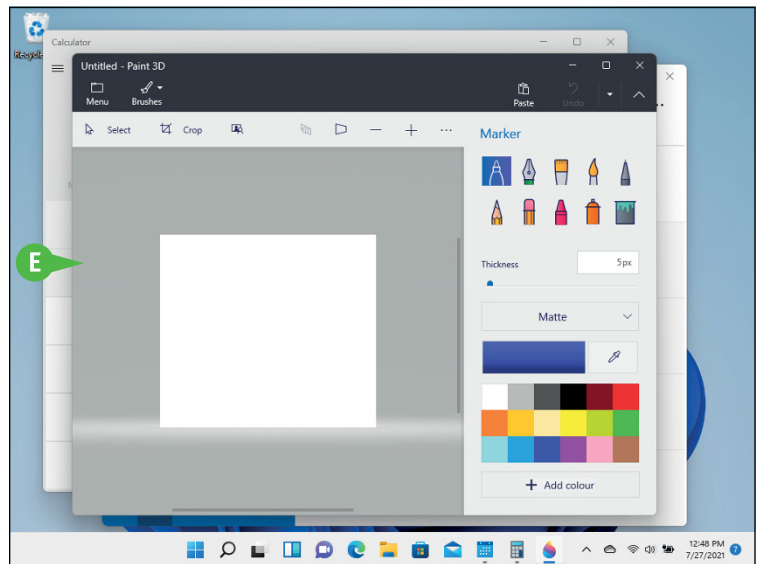 Recycle
Calculator
Untitled - Paint 3D
Menu
Brushes
Paste
Undo
Select
Crop
...
Marker
E
Thickness
5px
Matte
+ Add colour
12:48 PM
7/27/2021
7